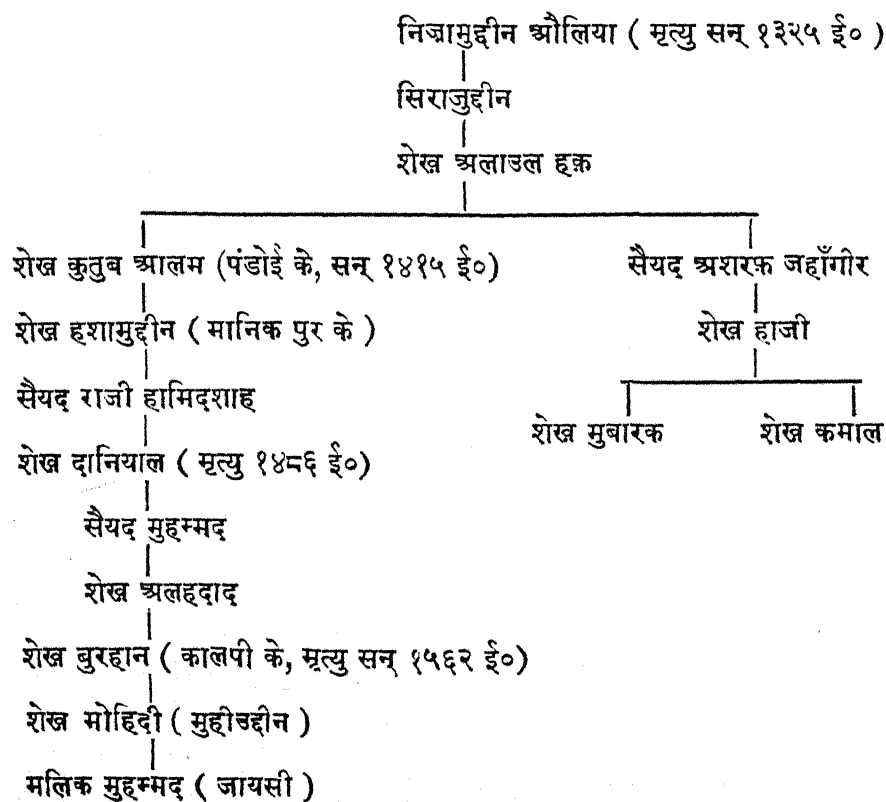 निज़ामुद्दीन औलिया ( मृत्यु सन् १३२५ ई० )
सिराजुद्दीन
शेख अलाउल हक़
शेख कुतुब आलम (पंडोई के, सन् १४१५ ई०)
सैयद अशरफ़ जहाँगीर
शेख हशामुद्दीन ( मानिक पुर के )
शेख हाजी
सैयद राजी हामिदशाह
शेख मुबारक
शेख कमाल
शेख दानियाल ( मृत्यु १४८६ ई०)
सैयद मुहम्मद
शेख अलहदाद
शेख बुरहान ( कालपी के, मृत्यु सन् १५६२ ई०)
शेख मोहिदी ( मुहीउद्दीन )
मलिक मुहम्मद ( जायसी )